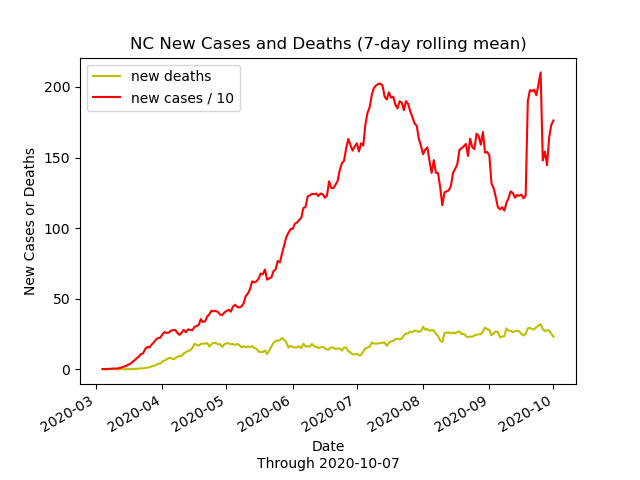 NC New Cases and Deaths (7-day rolling mean)
new deaths
new cases / 10
New Cases or Deaths
200
150
100
50
0
2020-03
2020-04
2020-05
2020-06
2020-07
2020-08
2020-09
2020-10
Date
Through 2020-10-07